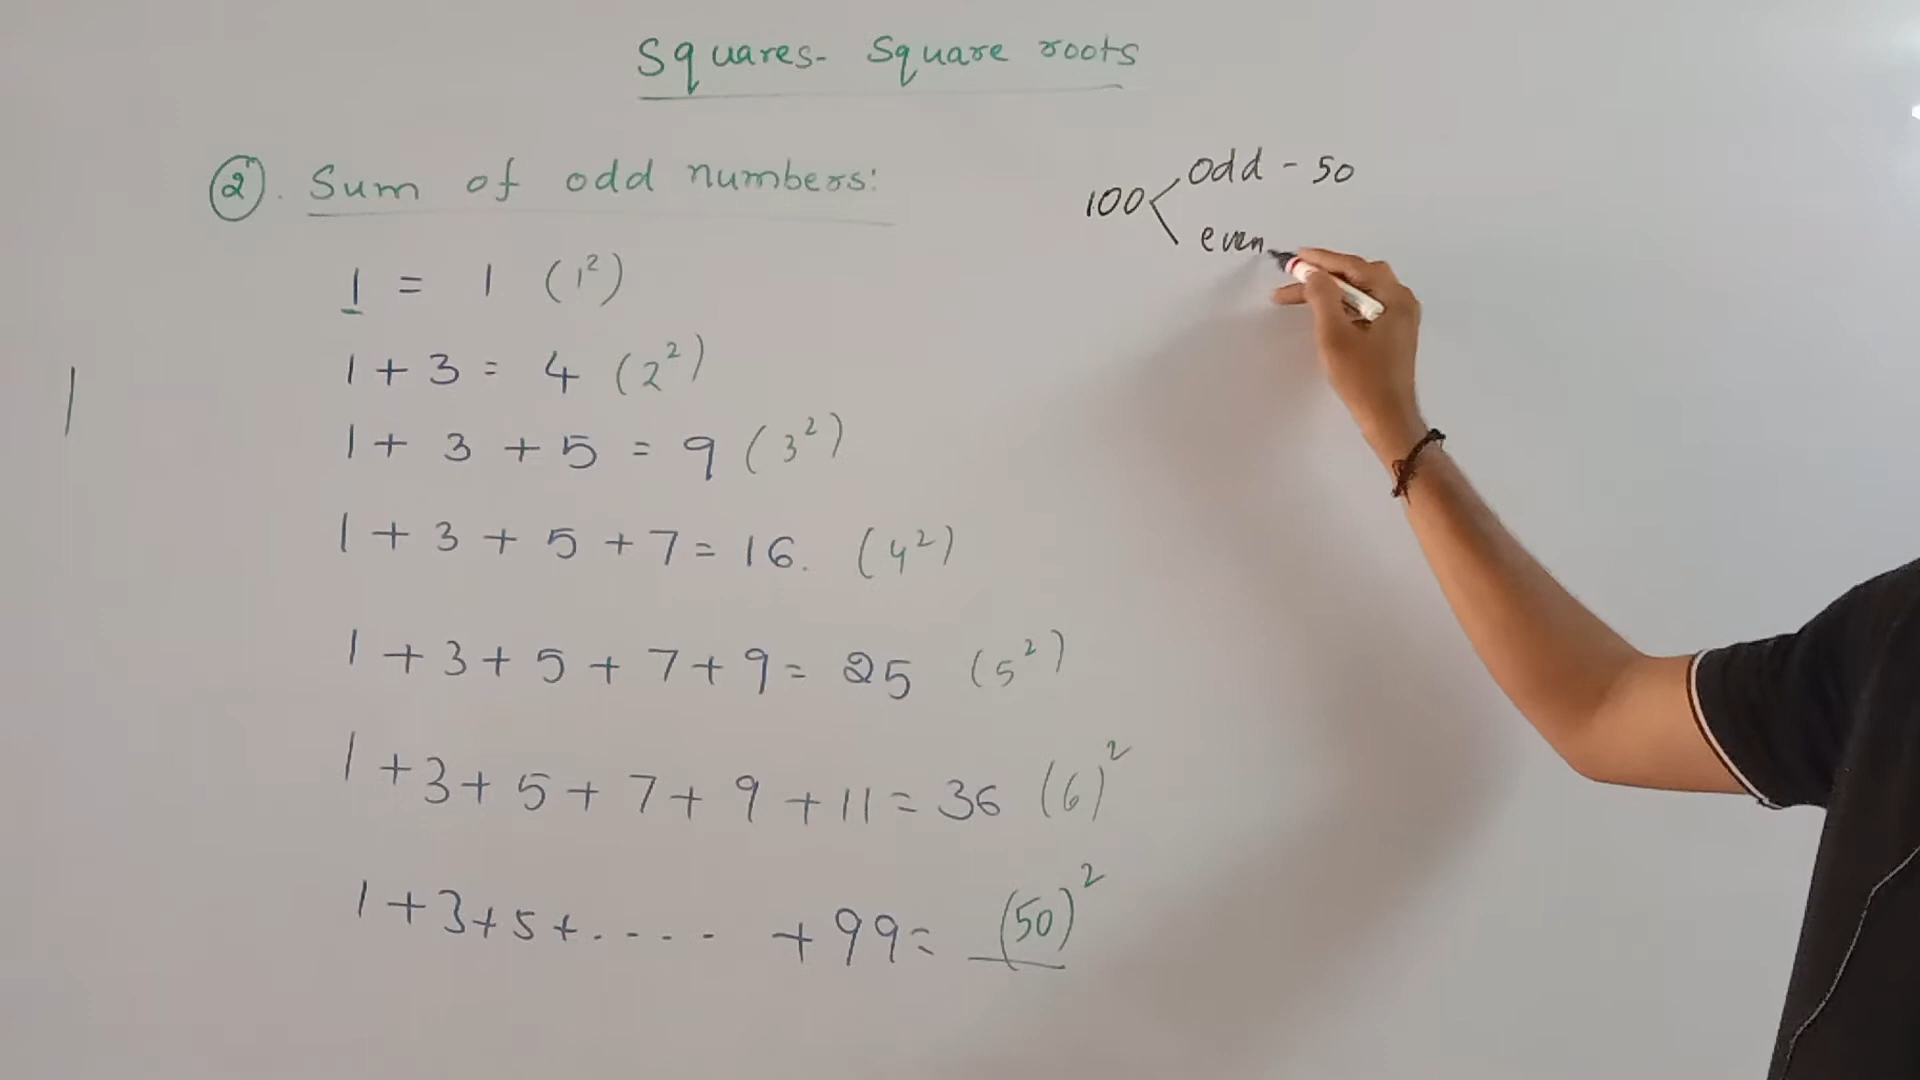 Squares- Square roots
②. Sum of odd numbers:
1 = 1 (1²)
1 + 3 = 4 (2²)
1 + 3 + 5 = 9 (3²)
1 + 3 + 5 + 7 = 16. (4²)
1 + 3 + 5 + 7 + 9 = 25 (5²)
1 + 3 + 5 + 7 + 9 + 11 = 36 (6)²
1 + 3 + 5 + . . . . + 99 = (50)²
100
odd - 50
even